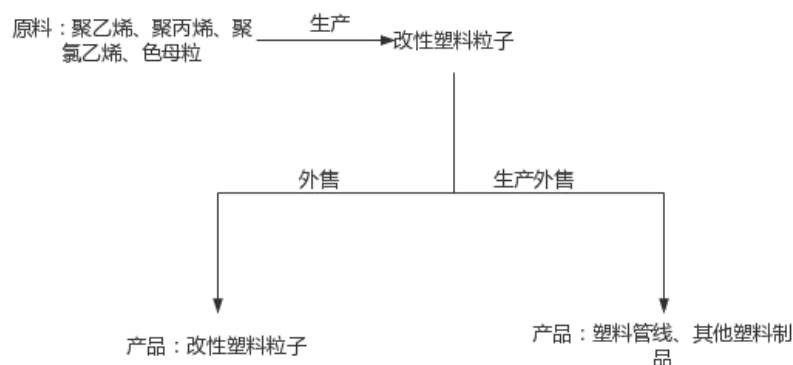 原料：聚乙烯、聚丙烯、聚
氯乙烯、色母粒
生产
改性塑料粒子
外售
生产外售
产品：改性塑料粒子
产品：塑料管线、其他塑料制
品